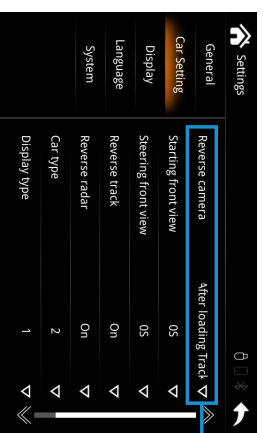 Settings
General
Car Setting
Display
Language
System
Reverse camera After loading Track
Starting front view 0S
Steering front view 0S
Reverse track On
Reverse radar On
Car type 2
Display type 1